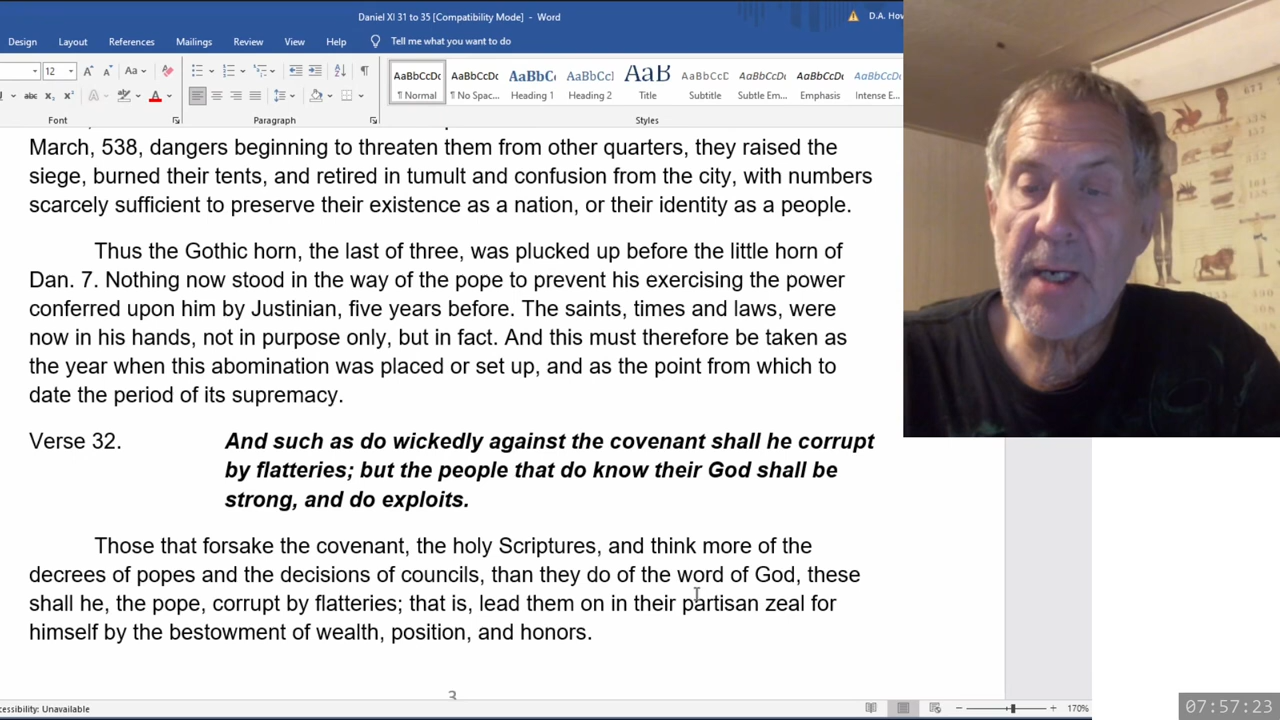 Daniel XI 31 to 35 [Compatibility Mode] - Word
D.A. How
Design Layout References Mailings Review View Help Tell me what you want to do
12
Aa
abc x₂ x²
AaBbCcDc AaBbCcDc AaBbC AaBbCcI AaB AaBbCcD AaBbCcDc AaBbCcDc AaBbCcDc
¶ Normal ¶ No Spac... Heading 1 Heading 2 Title Subtitle Subtle Em... Emphasis Intense E...
Font Paragraph Styles
March, 538, dangers beginning to threaten them from other quarters, they raised the
siege, burned their tents, and retired in tumult and confusion from the city, with numbers
scarcely sufficient to preserve their existence as a nation, or their identity as a people.
Thus the Gothic horn, the last of three, was plucked up before the little horn of
Dan. 7. Nothing now stood in the way of the pope to prevent his exercising the power
conferred upon him by Justinian, five years before. The saints, times and laws, were
now in his hands, not in purpose only, but in fact. And this must therefore be taken as
the year when this abomination was placed or set up, and as the point from which to
date the period of its supremacy.
Verse 32. And such as do wickedly against the covenant shall he corrupt
by flatteries; but the people that do know their God shall be
strong, and do exploits.
Those that forsake the covenant, the holy Scriptures, and think more of the
decrees of popes and the decisions of councils, than they do of the word of God, these
shall he, the pope, corrupt by flatteries; that is, lead them on in their partisan zeal for
himself by the bestowment of wealth, position, and honors.
3
cessibility: Unavailable
170%
07:57:23
677